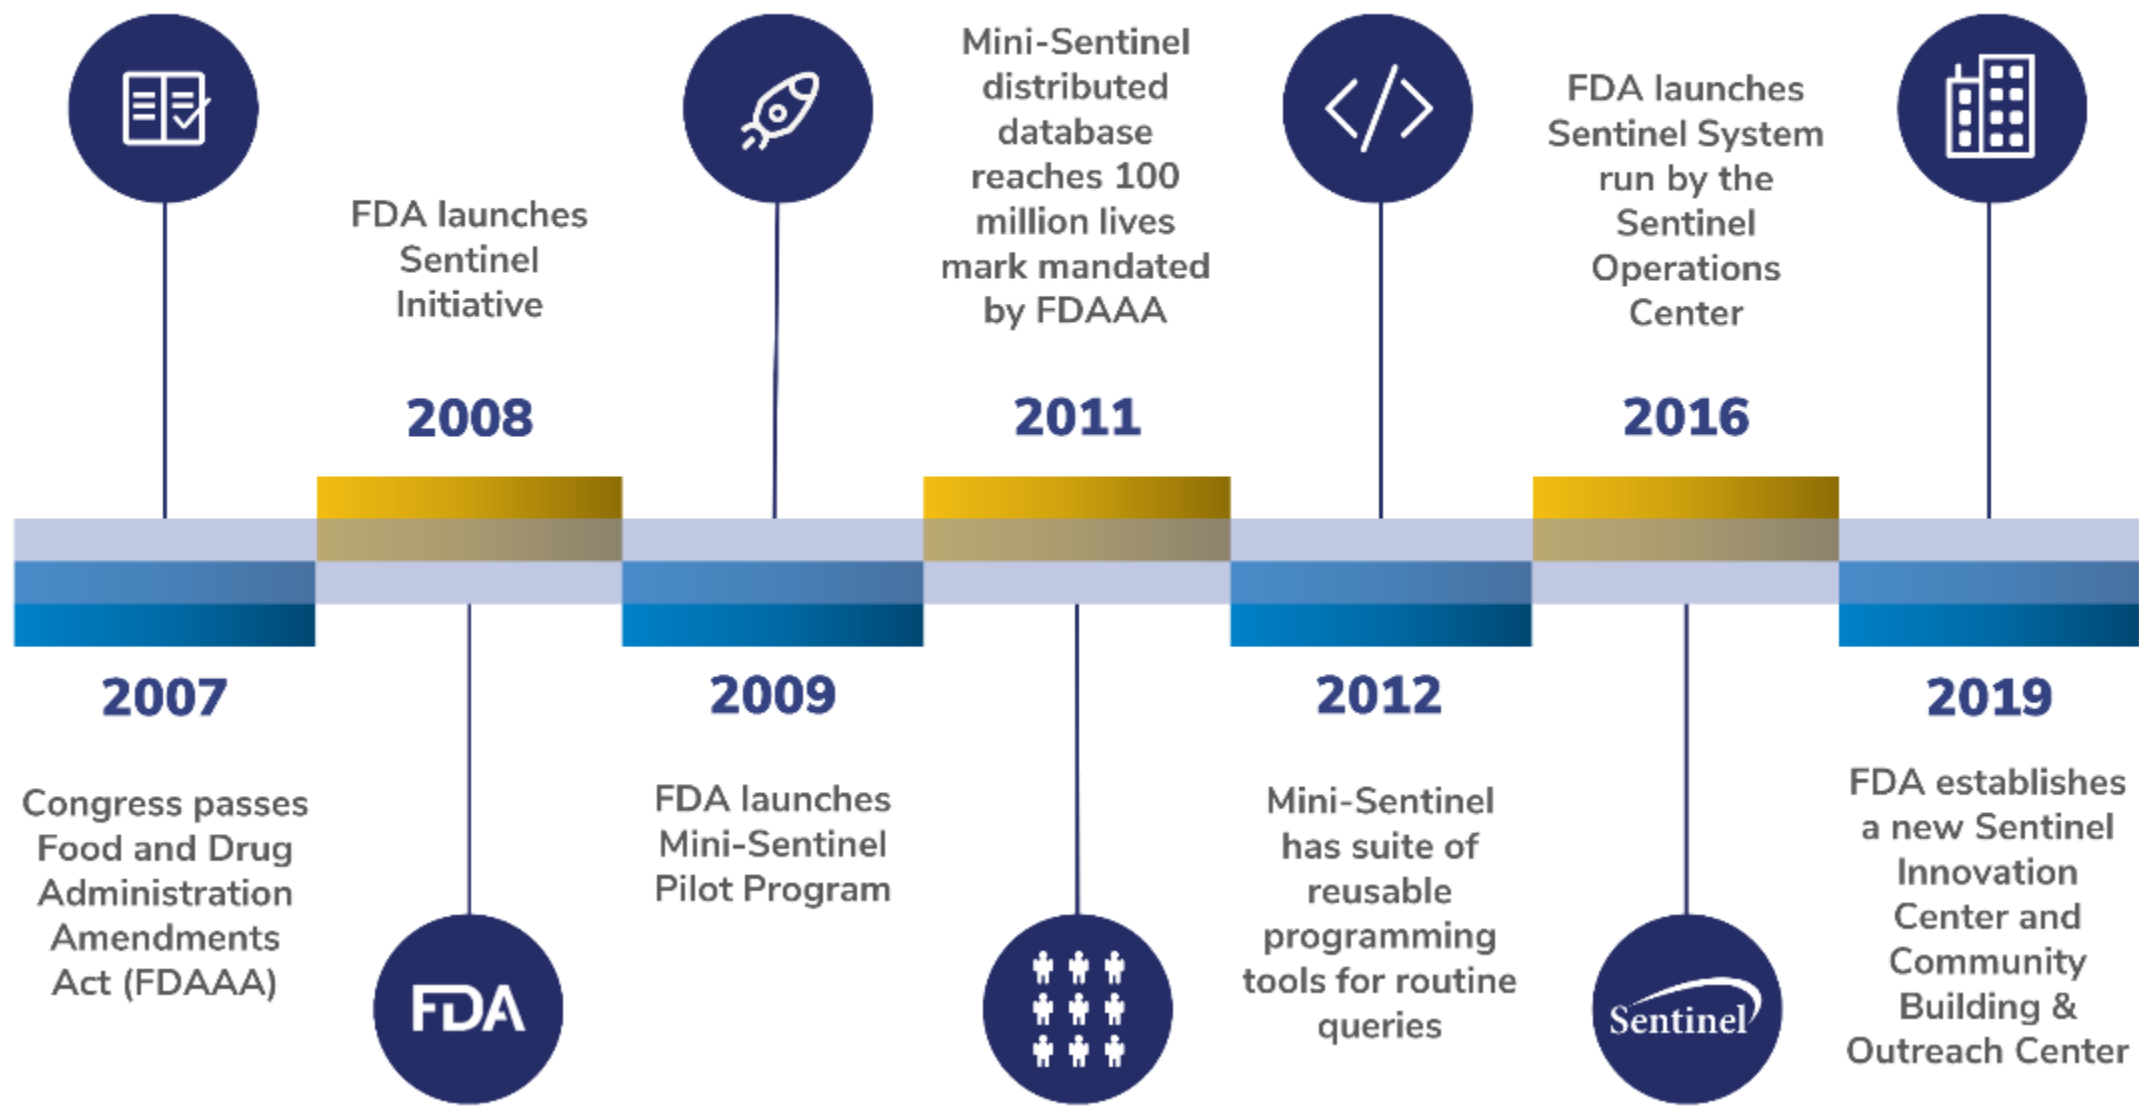 2007
Congress passes
Food and Drug
Administration
Amendments
Act (FDAAA)
FDA launches
Sentinel
Initiative
2008
FDA
2009
FDA launches
Mini-Sentinel
Pilot Program
Mini-Sentinel
distributed
database
reaches 100
million lives
mark mandated
by FDAAA
2011
</>
2012
Mini-Sentinel
has suite of
reusable
programming
tools for routine
queries
FDA launches
Sentinel System
run by the
Sentinel
Operations
Center
2016
Sentinel
2019
FDA establishes
a new Sentinel
Innovation
Center and
Community
Building &
Outreach Center